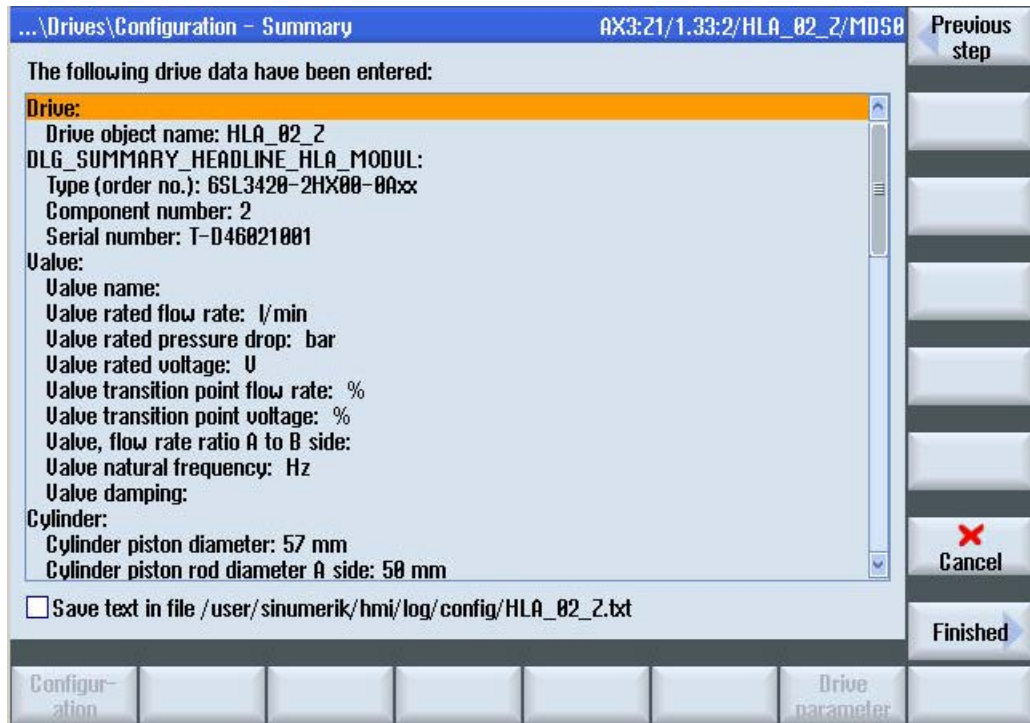 ...\Drives\Configuration - Summary
AX3:Z1/1.33:2/HLA_02_Z/MDS0
Previous
step
The following drive data have been entered:
Drive:
Drive object name: HLA_02_Z
DLG_SUMMARY_HEADLINE_HLA_MODUL:
Type (order no.): 6SL3420-2HX00-0Axx
Component number: 2
Serial number: T-D46021001
Valve:
Valve name:
Valve rated flow rate: l/min
Valve rated pressure drop: bar
Valve rated voltage: V
Valve transition point flow rate: %
Valve transition point voltage: %
Valve, flow rate ratio A to B side:
Valve natural frequency: Hz
Valve damping:
Cylinder:
Cylinder piston diameter: 57 mm
Cylinder piston rod diameter A side: 50 mm
Cancel
Save text in file /user/sinumerik/hmi/log/config/HLA_02_Z.txt
Finished
Configur-
ation
Drive
parameter